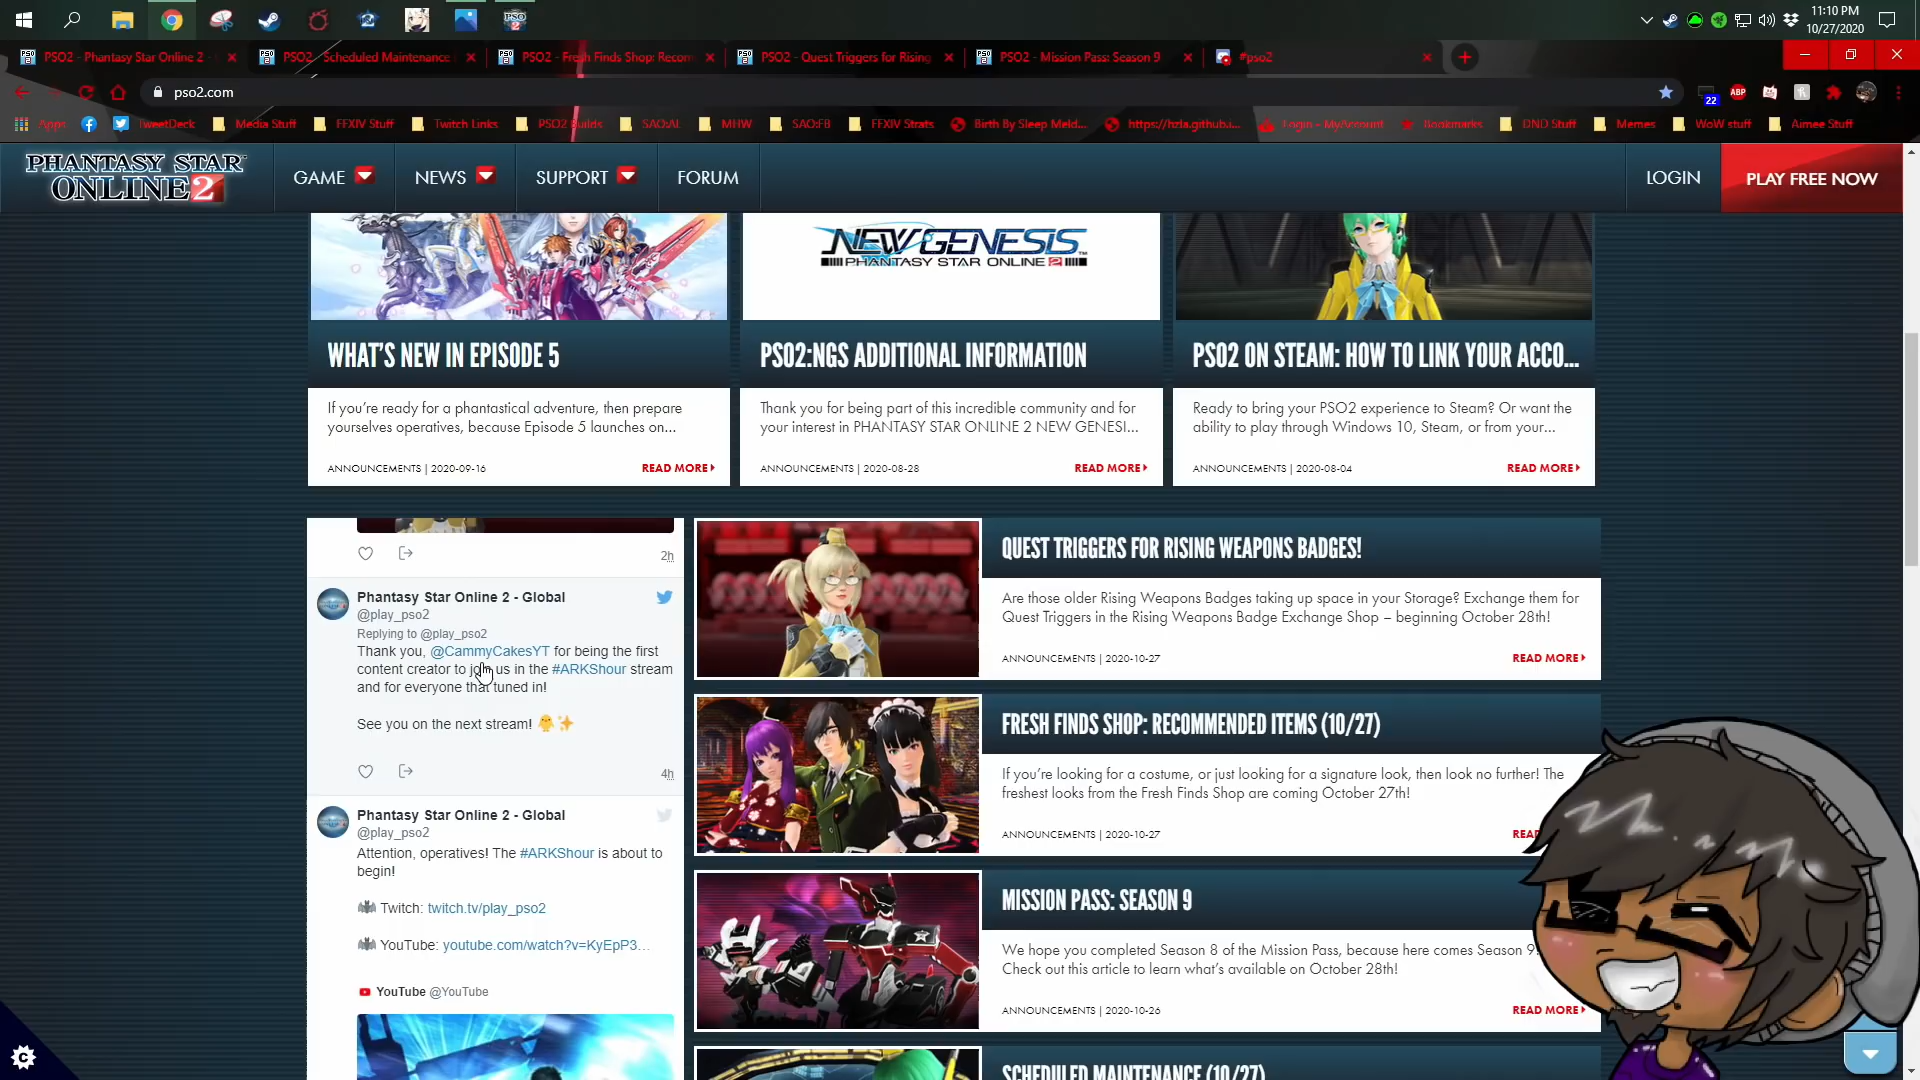 11:10 PM
10/27/2020
PSO2 - Phantasy Star Online 2 -
PSO2 - Scheduled Maintenance
PSO2 - Fresh Finds Shop: Recom
PSO2 - Quest Triggers for Rising
PSO2 - Mission Pass: Season 9
#pso2
pso2.com
22
ABP
Apps
TweetDeck
Media Stuff
FFXIV Stuff
Twitch Links
PSO2 Builds
SAO:AL
MHW
SAO:FB
FFXIV Strats
Birth By Sleep Meld...
https://hzla.github.i...
Login - MyAccount
Bookmarks
DND Stuff
Memes
WoW stuff
Aimee Stuff
PHANTASY STAR
ONLINE 2
GAME
NEWS
SUPPORT
FORUM
LOGIN
PLAY FREE NOW
NEW GENESIS
PHANTASY STAR ONLINE 2
WHAT'S NEW IN EPISODE 5
If you're ready for a phantastical adventure, then prepare
yourselves operatives, because Episode 5 launches on...
ANNOUNCEMENTS | 2020-09-16
READ MORE
PSO2:NGS ADDITIONAL INFORMATION
Thank you for being part of this incredible community and for
your interest in PHANTASY STAR ONLINE 2 NEW GENESI...
ANNOUNCEMENTS | 2020-08-28
READ MORE
PSO2 ON STEAM: HOW TO LINK YOUR ACCO...
Ready to bring your PSO2 experience to Steam? Or want the
ability to play through Windows 10, Steam, or from your...
ANNOUNCEMENTS | 2020-08-04
READ MORE
2h
Phantasy Star Online 2 - Global
@play_pso2
Replying to @play_pso2
Thank you, @CammyCakesYT for being the first
content creator to join us in the #ARKShour stream
and for everyone that tuned in!
See you on the next stream! 🐥✨
4h
Phantasy Star Online 2 - Global
@play_pso2
Attention, operatives! The #ARKShour is about to
begin!
🦇 Twitch: twitch.tv/play_pso2
🦇 YouTube: youtube.com/watch?v=KyEpP3...
YouTube @YouTube
QUEST TRIGGERS FOR RISING WEAPONS BADGES!
Are those older Rising Weapons Badges taking up space in your Storage? Exchange them for
Quest Triggers in the Rising Weapons Badge Exchange Shop – beginning October 28th!
ANNOUNCEMENTS | 2020-10-27
READ MORE
FRESH FINDS SHOP: RECOMMENDED ITEMS (10/27)
If you're looking for a costume, or just looking for a signature look, then look no further! The
freshest looks from the Fresh Finds Shop are coming October 27th!
ANNOUNCEMENTS | 2020-10-27
READ
MISSION PASS: SEASON 9
We hope you completed Season 8 of the Mission Pass, because here comes Season 9
Check out this article to learn what's available on October 28th!
ANNOUNCEMENTS | 2020-10-26
READ MORE
SCHEDULED MAINTENANCE (10/27)